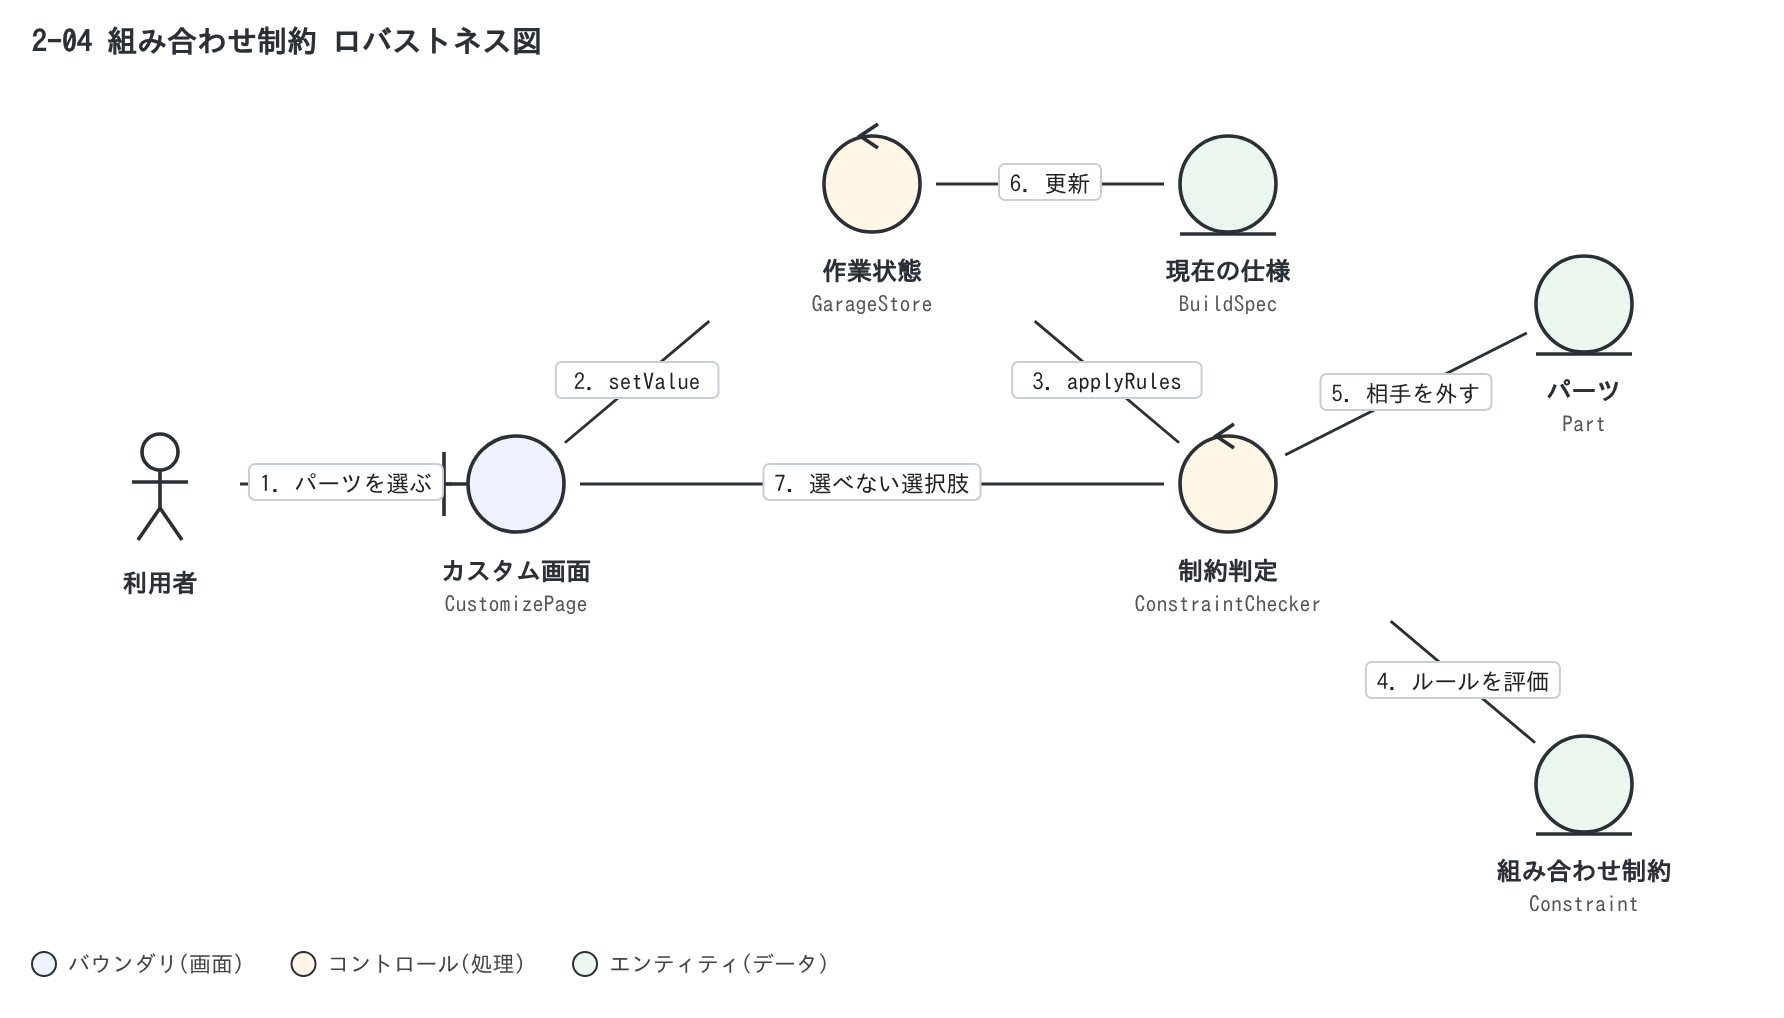 2-04 組み合わせ制約 ロバストネス図
6. 更新
作業状態
GarageStore
現在の仕様
BuildSpec
2. setValue
3. applyRules
5. 相手を外す
パーツ
Part
1. パーツを選ぶ
7. 選べない選択肢
利用者
カスタム画面
CustomizePage
制約判定
ConstraintChecker
4. ルールを評価
組み合わせ制約
Constraint
バウンダリ(画面)
コントロール(処理)
エンティティ(データ)